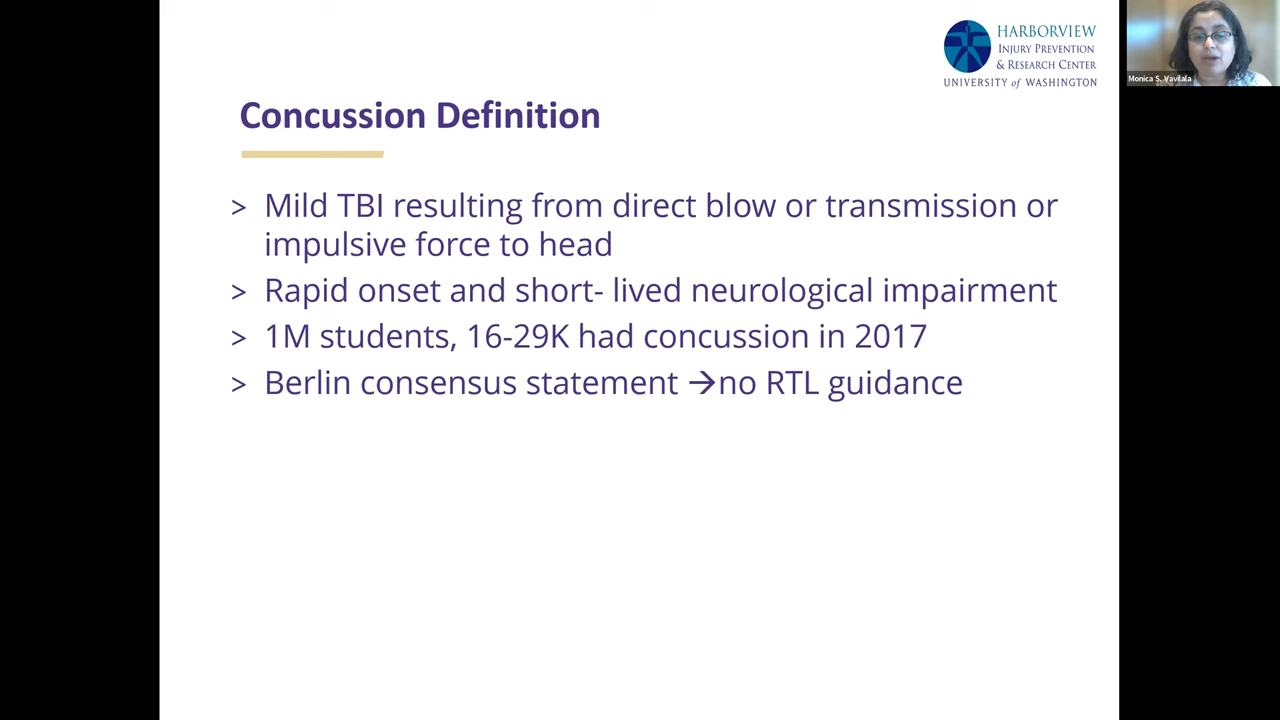 HARBORVIEW
INJURY PREVENTION
& RESEARCH CENTER
UNIVERSITY of WASHINGTON
Monica S. Vavilala
Concussion Definition
> Mild TBI resulting from direct blow or transmission or
impulsive force to head
> Rapid onset and short- lived neurological impairment
> 1M students, 16-29K had concussion in 2017
> Berlin consensus statement →no RTL guidance